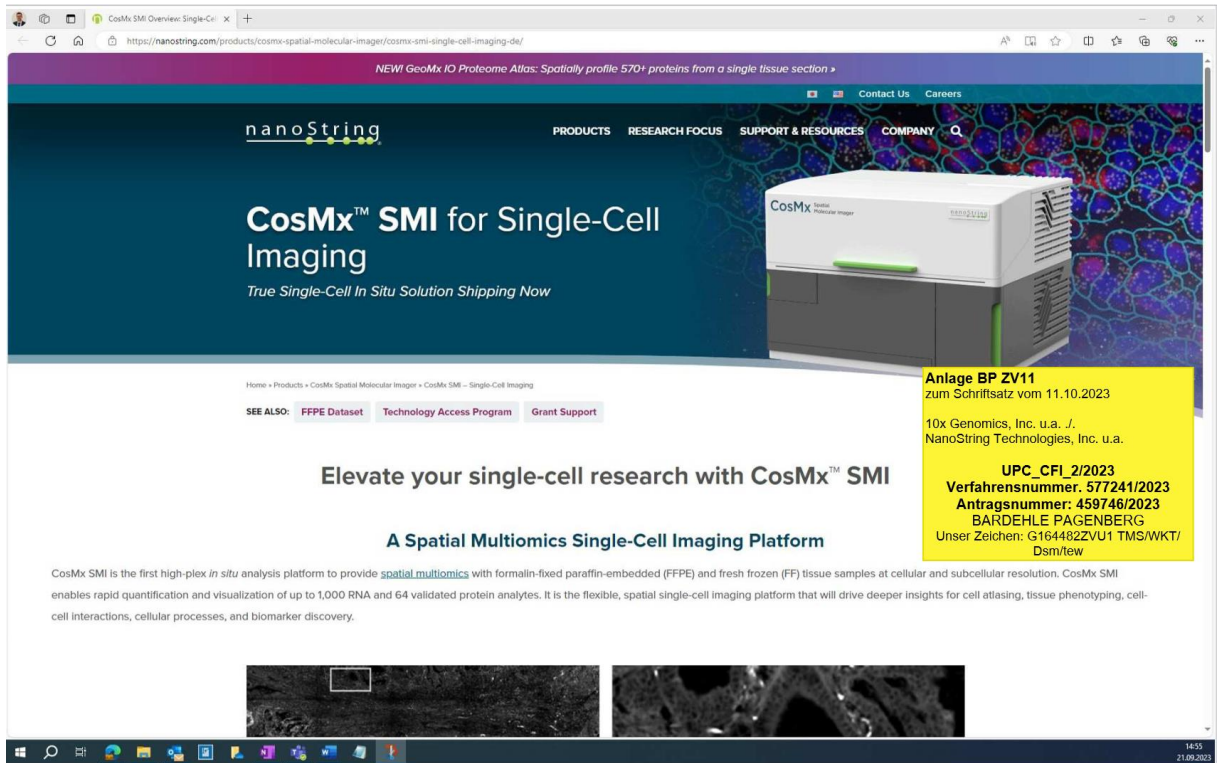 CosMx SMI Overview: Single-Cel
https://nanostring.com/products/cosmx-spatial-molecular-imager/cosmx-smi-single-cell-imaging-de/
NEW! GeoMx IO Proteome Atlas: Spatially profile 570+ proteins from a single tissue section »
Contact Us Careers
nanoString
PRODUCTS RESEARCH FOCUS SUPPORT & RESOURCES COMPANY
CosMx™ SMI for Single-Cell
Imaging
True Single-Cell In Situ Solution Shipping Now
CosMx Spatial Molecular Imager
nanoString
Home » Products » CosMx Spatial Molecular Imager » CosMx SMI – Single-Cell Imaging
SEE ALSO: FFPE Dataset Technology Access Program Grant Support
Anlage BP ZV11
zum Schriftsatz vom 11.10.2023
10x Genomics, Inc. u.a. ./.
NanoString Technologies, Inc. u.a.
UPC_CFI_2/2023
Verfahrensnummer. 577241/2023
Antragsnummer: 459746/2023
BARDEHLE PAGENBERG
Unser Zeichen: G164482ZVU1 TMS/WKT/
Dsm/tew
Elevate your single-cell research with CosMx™ SMI
A Spatial Multiomics Single-Cell Imaging Platform
CosMx SMI is the first high-plex in situ analysis platform to provide spatial multiomics with formalin-fixed paraffin-embedded (FFPE) and fresh frozen (FF) tissue samples at cellular and subcellular resolution. CosMx SMI
enables rapid quantification and visualization of up to 1,000 RNA and 64 validated protein analytes. It is the flexible, spatial single-cell imaging platform that will drive deeper insights for cell atlasing, tissue phenotyping, cell-
cell interactions, cellular processes, and biomarker discovery.
14:55
21.09.2023